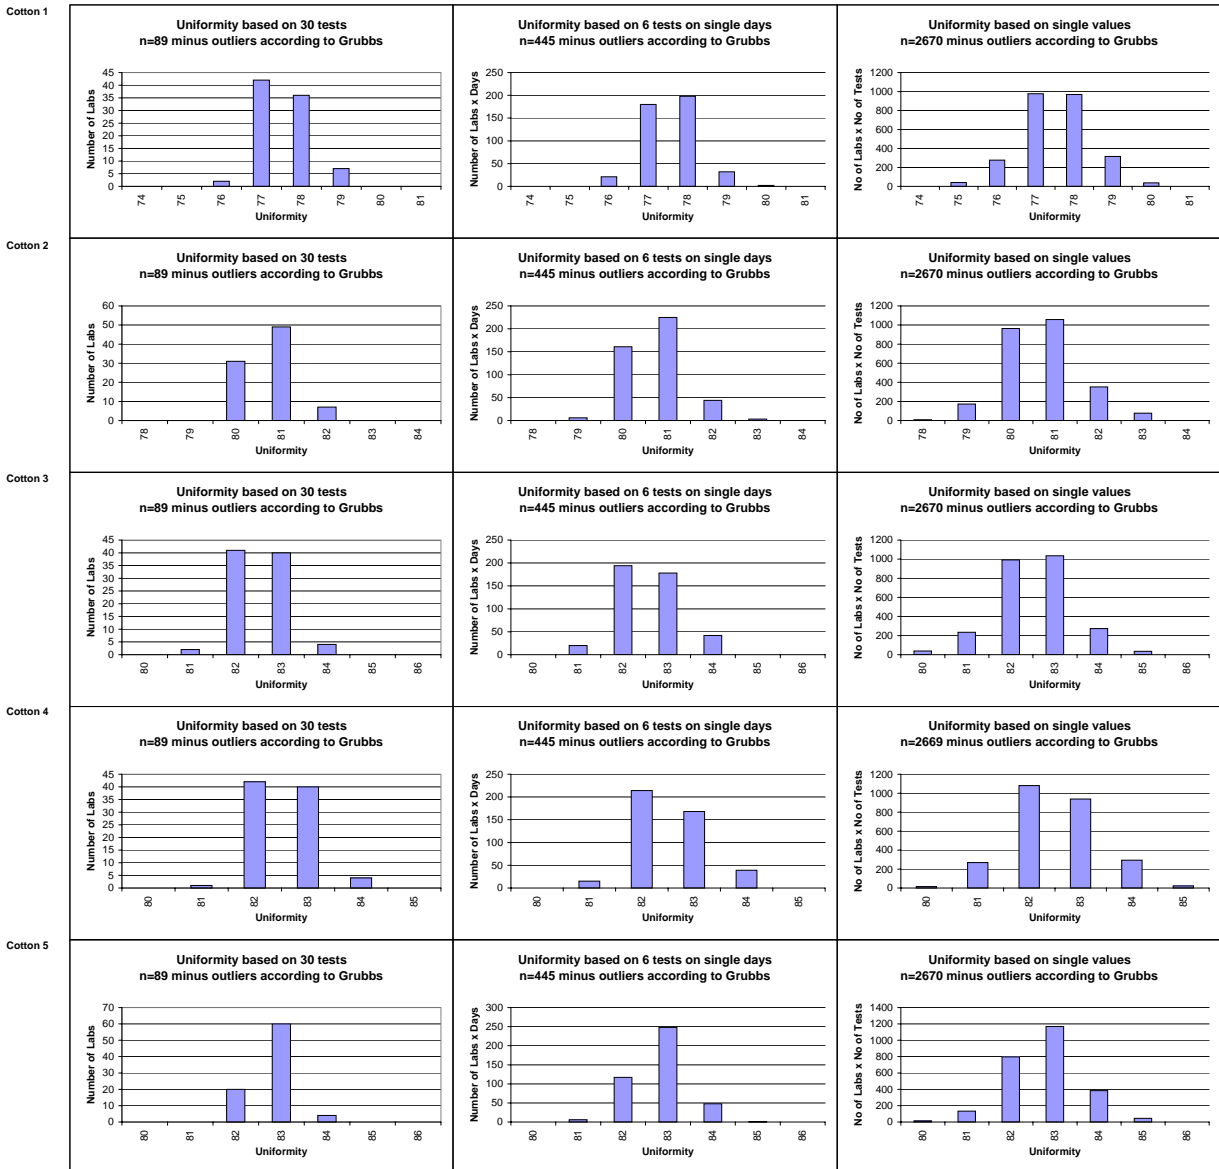 Cotton 1
Uniformity based on 30 tests
n=89 minus outliers according to Grubbs
Number of Labs
45
40
35
30
25
20
15
10
5
0
74 75 76 77 78 79 80 81
Uniformity
Uniformity based on 6 tests on single days
n=445 minus outliers according to Grubbs
Number of Labs x Days
250
200
150
100
50
0
74 75 76 77 78 79 80 81
Uniformity
Uniformity based on single values
n=2670 minus outliers according to Grubbs
No of Labs x No of Tests
1200
1000
800
600
400
200
0
74 75 76 77 78 79 80 81
Uniformity
Cotton 2
Uniformity based on 30 tests
n=89 minus outliers according to Grubbs
Number of Labs
60
50
40
30
20
10
0
78 79 80 81 82 83 84
Uniformity
Uniformity based on 6 tests on single days
n=445 minus outliers according to Grubbs
Number of Labs x Days
250
200
150
100
50
0
78 79 80 81 82 83 84
Uniformity
Uniformity based on single values
n=2670 minus outliers according to Grubbs
No of Labs x No of Tests
1200
1000
800
600
400
200
0
78 79 80 81 82 83 84
Uniformity
Cotton 3
Uniformity based on 30 tests
n=89 minus outliers according to Grubbs
Number of Labs
45
40
35
30
25
20
15
10
5
0
80 81 82 83 84 85 86
Uniformity
Uniformity based on 6 tests on single days
n=445 minus outliers according to Grubbs
Number of Labs x Days
250
200
150
100
50
0
80 81 82 83 84 85 86
Uniformity
Uniformity based on single values
n=2670 minus outliers according to Grubbs
No of Labs x No of Tests
1200
1000
800
600
400
200
0
80 81 82 83 84 85 86
Uniformity
Cotton 4
Uniformity based on 30 tests
n=89 minus outliers according to Grubbs
Number of Labs
45
40
35
30
25
20
15
10
5
0
80 81 82 83 84 85
Uniformity
Uniformity based on 6 tests on single days
n=445 minus outliers according to Grubbs
Number of Labs x Days
250
200
150
100
50
0
80 81 82 83 84 85
Uniformity
Uniformity based on single values
n=2669 minus outliers according to Grubbs
No of Labs x No of Tests
1200
1000
800
600
400
200
0
80 81 82 83 84 85
Uniformity
Cotton 5
Uniformity based on 30 tests
n=89 minus outliers according to Grubbs
Number of Labs
70
60
50
40
30
20
10
0
80 81 82 83 84 85 86
Uniformity
Uniformity based on 6 tests on single days
n=445 minus outliers according to Grubbs
Number of Labs x Days
300
250
200
150
100
50
0
80 81 82 83 84 85 86
Uniformity
Uniformity based on single values
n=2670 minus outliers according to Grubbs
No of Labs x No of Tests
1400
1200
1000
800
600
400
200
0
80 81 82 83 84 85 86
Uniformity